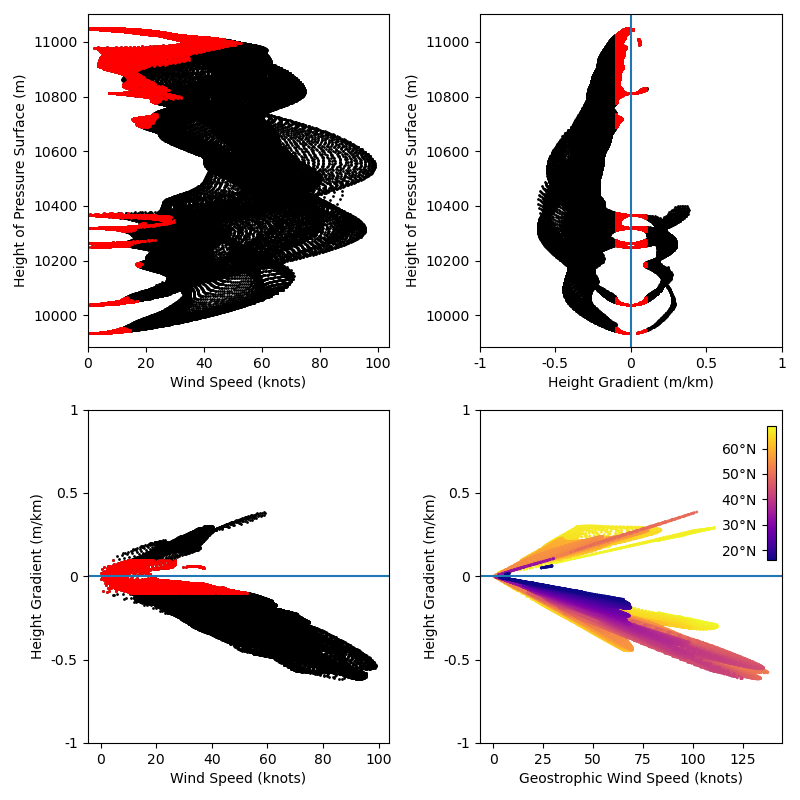 Height of Pressure Surface (m)
11000
10800
10600
10400
10200
10000
0 20 40 60 80 100
Wind Speed (knots)
Height of Pressure Surface (m)
11000
10800
10600
10400
10200
10000
-1 -0.5 0 0.5 1
Height Gradient (m/km)
Height Gradient (m/km)
1
0.5
0
-0.5
-1
0 20 40 60 80 100
Wind Speed (knots)
Height Gradient (m/km)
1
0.5
0
-0.5
-1
60°N
50°N
40°N
30°N
20°N
0 25 50 75 100 125
Geostrophic Wind Speed (knots)